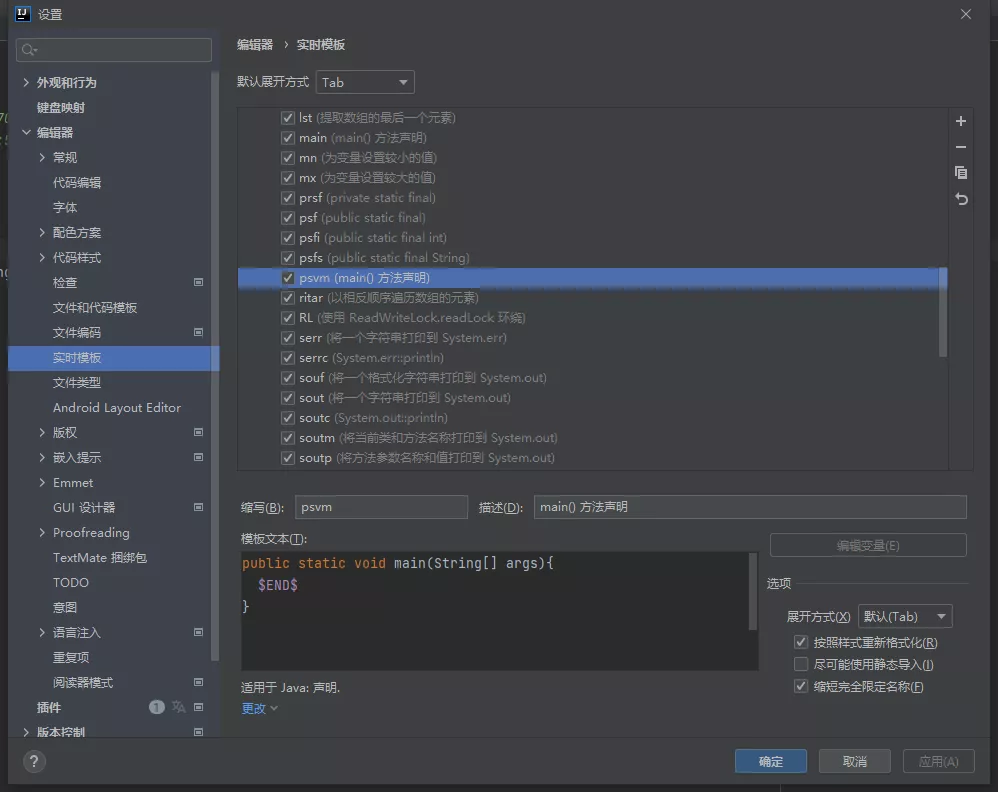 设置
外观和行为
键盘映射
编辑器
常规
代码编辑
字体
配色方案
代码样式
检查
文件和代码模板
文件编码
实时模板
文件类型
Android Layout Editor
版权
嵌入提示
Emmet
GUI 设计器
Proofreading
TextMate 捆绑包
TODO
意图
语言注入
重复项
阅读器模式
插件 1
版本控制
编辑器 › 实时模板
默认展开方式 Tab
lst (提取数组的最后一个元素)
main (main() 方法声明)
mn (为变量设置较小的值)
mx (为变量设置较大的值)
prsf (private static final)
psf (public static final)
psfi (public static final int)
psfs (public static final String)
psvm (main() 方法声明)
ritar (以相反顺序遍历数组的元素)
RL (使用 ReadWriteLock.readLock 环绕)
serr (将一个字符串打印到 System.err)
serrc (System.err::println)
souf (将一个格式化字符串打印到 System.out)
sout (将一个字符串打印到 System.out)
soutc (System.out::println)
soutm (将当前类和方法名称打印到 System.out)
soutp (将方法参数名称和值打印到 System.out)
缩写(B): psvm 描述(D): main() 方法声明
模板文本(T):
public static void main(String[] args){
$END$
}
编辑变量(E)
选项
展开方式(X) 默认(Tab)
按照样式重新格式化(R)
尽可能使用静态导入(I)
缩短完全限定名称(F)
适用于 Java: 声明.
更改
? 确定 取消 应用(A)